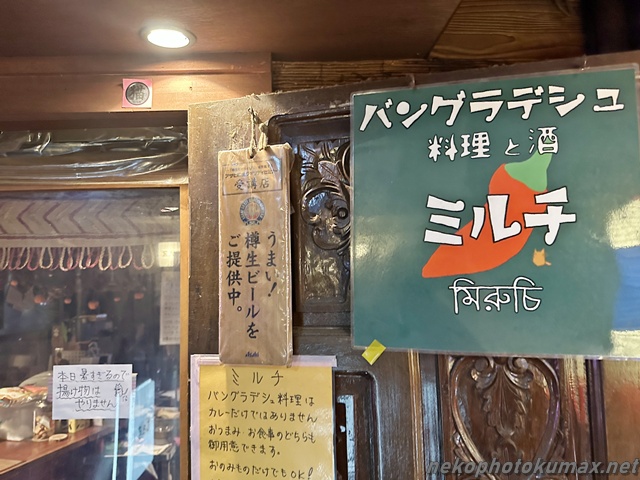 バングラデシュ
料理と酒
ミルチ
মিরুচি
受講店
うまい！
樽生ビールを
ご提供中。
Asahi
ミルチ
バングラデシュ料理は
カレーだけではありません
おつまみ お食事のどちらも
御用意できます。
おのみものだけでもOK!
本日暑すぎるので
揚げ物は
やりません
nekophotokumax.net